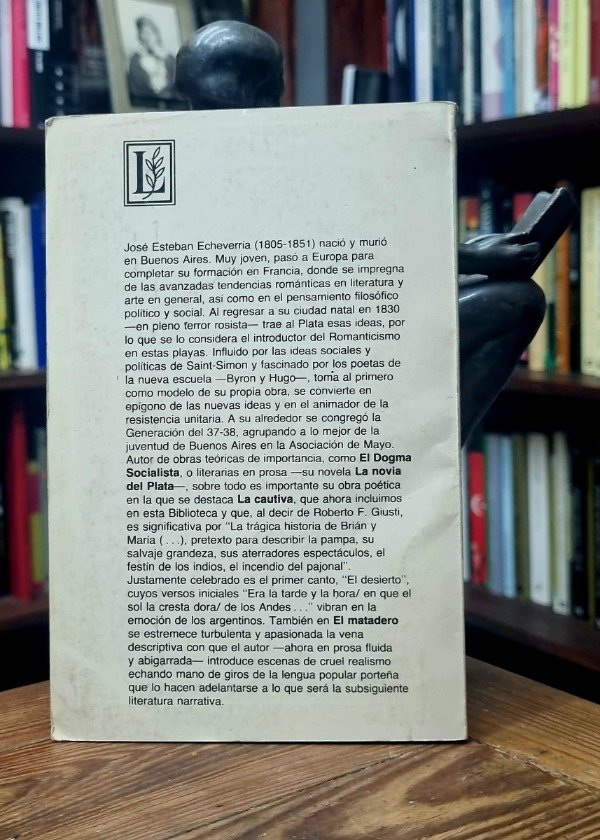 L
José Esteban Echeverría (1805-1851) nació y murió
en Buenos Aires. Muy joven, pasó a Europa para
completar su formación en Francia, donde se impregna
de las avanzadas tendencias románticas en literatura y
arte en general, así como en el pensamiento filosófico
político y social. Al regresar a su ciudad natal en 1830
—en pleno ferror rosista— trae al Plata esas ideas, por
lo que se lo considera el introductor del Romanticismo
en estas playas. Influido por las ideas sociales y
políticas de Saint-Simon y fascinado por los poetas de
la nueva escuela —Byron y Hugo—, toma al primero
como modelo de su propia obra, se convierte en
epígono de las nuevas ideas y en el animador de la
resistencia unitaria. A su alrededor se congregó la
Generación del 37-38, agrupando a lo mejor de la
juventud de Buenos Aires en la Asociación de Mayo.
Autor de obras teóricas de importancia, como El Dogma
Socialista, o literarias en prosa —su novela La novia
del Plata—, sobre todo es importante su obra poética
en la que se destaca La cautiva, que ahora incluimos
en esta Biblioteca y que, al decir de Roberto F. Giusti,
es significativa por "La trágica historia de Brián y
Maria (. . .), pretexto para describir la pampa, su
salvaje grandeza, sus aterradores espectáculos, el
festín de los indios, el incendio del pajonal".
Justamente celebrado es el primer canto, "El desierto",
cuyos versos iniciales "Era la tarde y la hora/ en que el
sol la cresta dora/ de los Andes . . ." vibran en la
emoción de los argentinos. También en El matadero
se estremece turbulenta y apasionada la vena
descriptiva con que el autor —ahora en prosa fluida
y abigarrada— introduce escenas de cruel realismo
echando mano de giros de la lengua popular porteña
que lo hacen adelantarse a lo que será la subsiguiente
literatura narrativa.